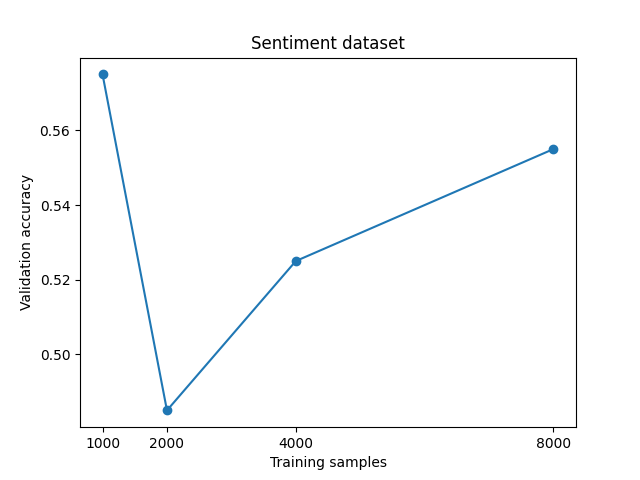 Sentiment dataset
Validation accuracy
0.56
0.54
0.52
0.50
1000 2000 4000 8000
Training samples